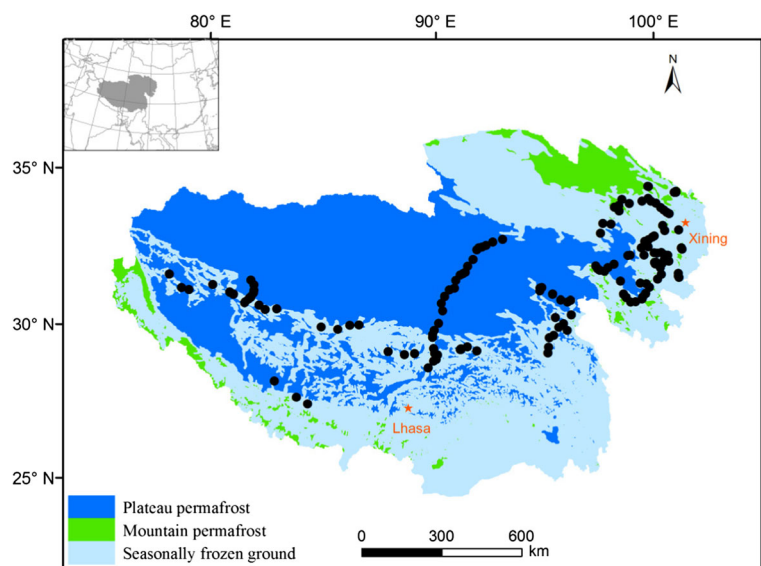 80° E 90° E 100° E
N
35° N
Xining
30° N
Lhasa
25° N
Plateau permafrost
Mountain permafrost
Seasonally frozen ground
0 300 600
km